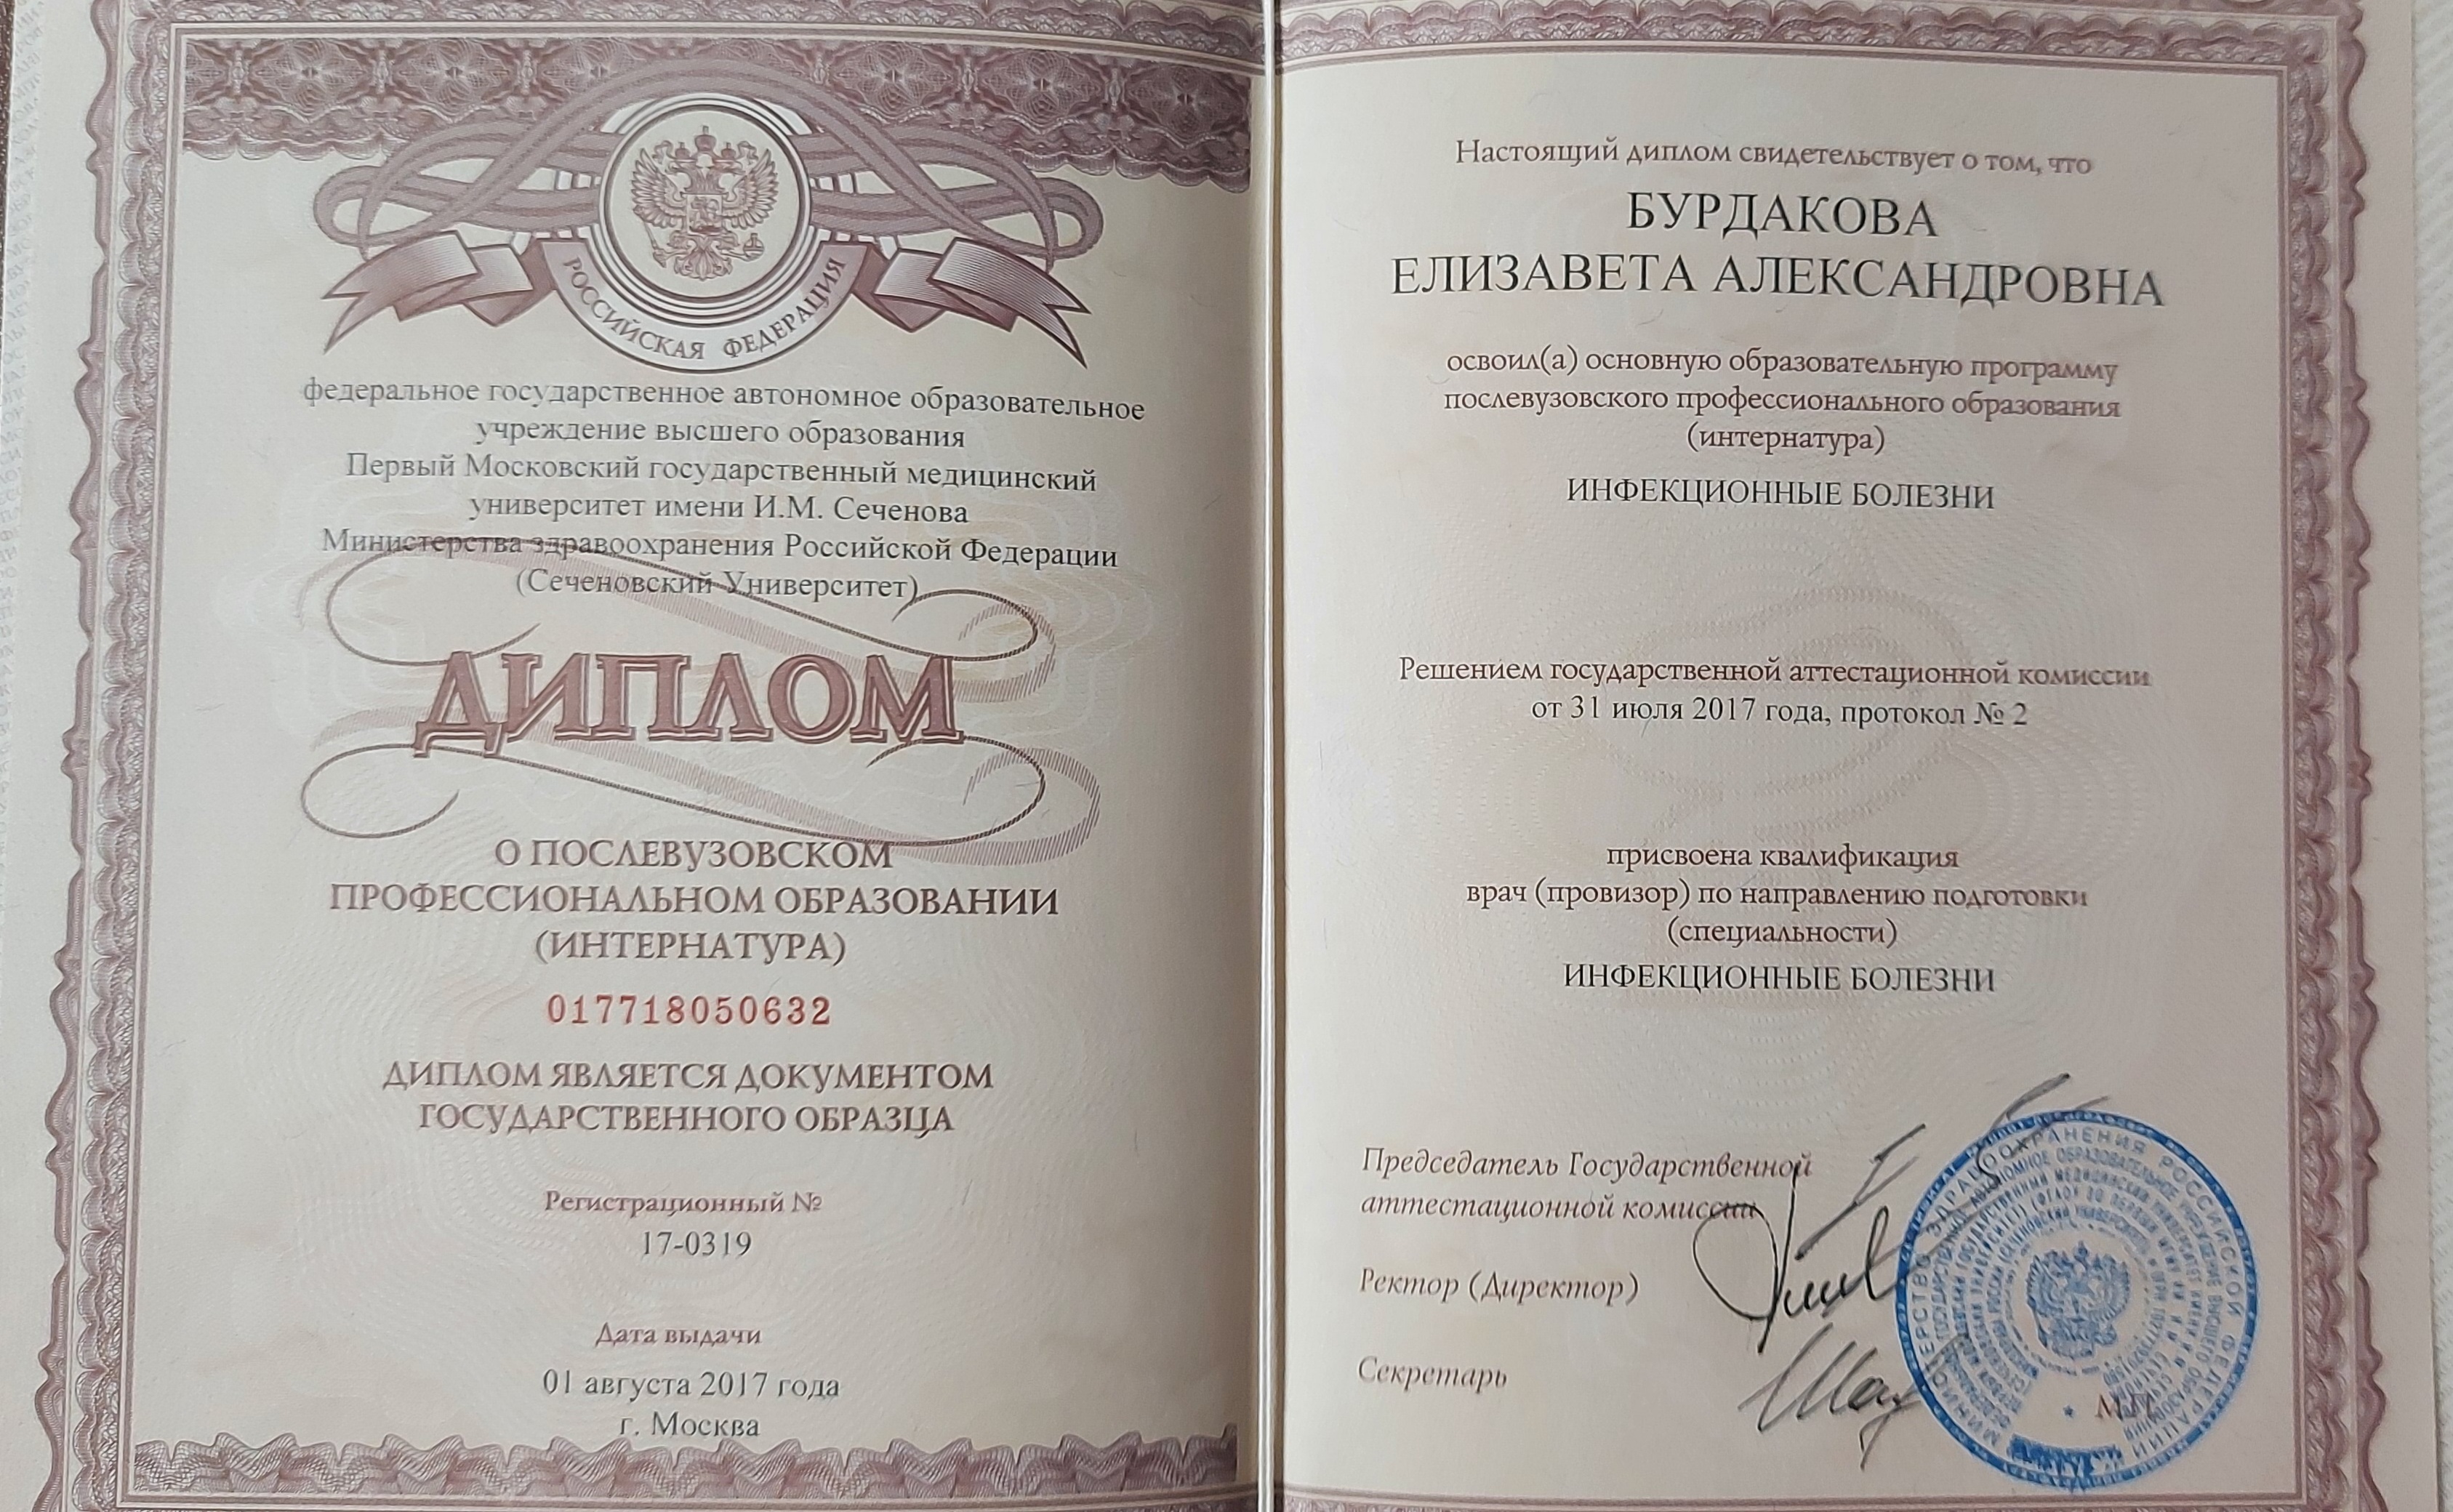 РОССИЙСКАЯ ФЕДЕРАЦИЯ
федеральное государственное автономное образовательное
учреждение высшего образования
Первый Московский государственный медицинский
университет имени И.М. Сеченова
Министерства здравоохранения Российской Федерации
(Сеченовский Университет)
ДИПЛОМ
О ПОСЛЕВУЗОВСКОМ
ПРОФЕССИОНАЛЬНОМ ОБРАЗОВАНИИ
(ИНТЕРНАТУРА)
017718050632
ДИПЛОМ ЯВЛЯЕТСЯ ДОКУМЕНТОМ
ГОСУДАРСТВЕННОГО ОБРАЗЦА
Регистрационный №
17-0319
Дата выдачи
01 августа 2017 года
г. Москва
Настоящий диплом свидетельствует о том, что
БУРДАКОВА
ЕЛИЗАВЕТА АЛЕКСАНДРОВНА
освоил(а) основную образовательную программу
послевузовского профессионального образования
(интернатура)
ИНФЕКЦИОННЫЕ БОЛЕЗНИ
Решением государственной аттестационной комиссии
от 31 июля 2017 года, протокол № 2
присвоена квалификация
врач (провизор) по направлению подготовки
(специальности)
ИНФЕКЦИОННЫЕ БОЛЕЗНИ
Председатель Государственной
аттестационной комиссии
Ректор (Директор)
Секретарь
М.П.
МИНИСТЕРСТВО ЗДРАВООХРАНЕНИЯ РОССИЙСКОЙ ФЕДЕРАЦИИ